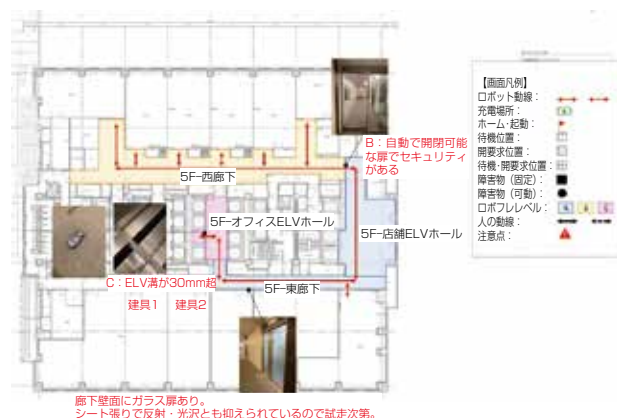 B：自動で開閉可能
な扉でセキュリティ
がある
5F-西廊下
5F-オフィスELVホール
5F-店舗ELVホール
C：ELV溝が30mm超
建具1 建具2
5F-東廊下
廊下壁面にガラス扉あり。
シート張りで反射・光沢とも抑えられているので試走次第。
【画面凡例】
ロボット動線：
充電場所：
ホーム・起動：
待機位置：
開要求位置：
待機・開要求位置：
障害物（固定）：
障害物（可動）：
ロボフレレベル：
人の動線：
注意点：